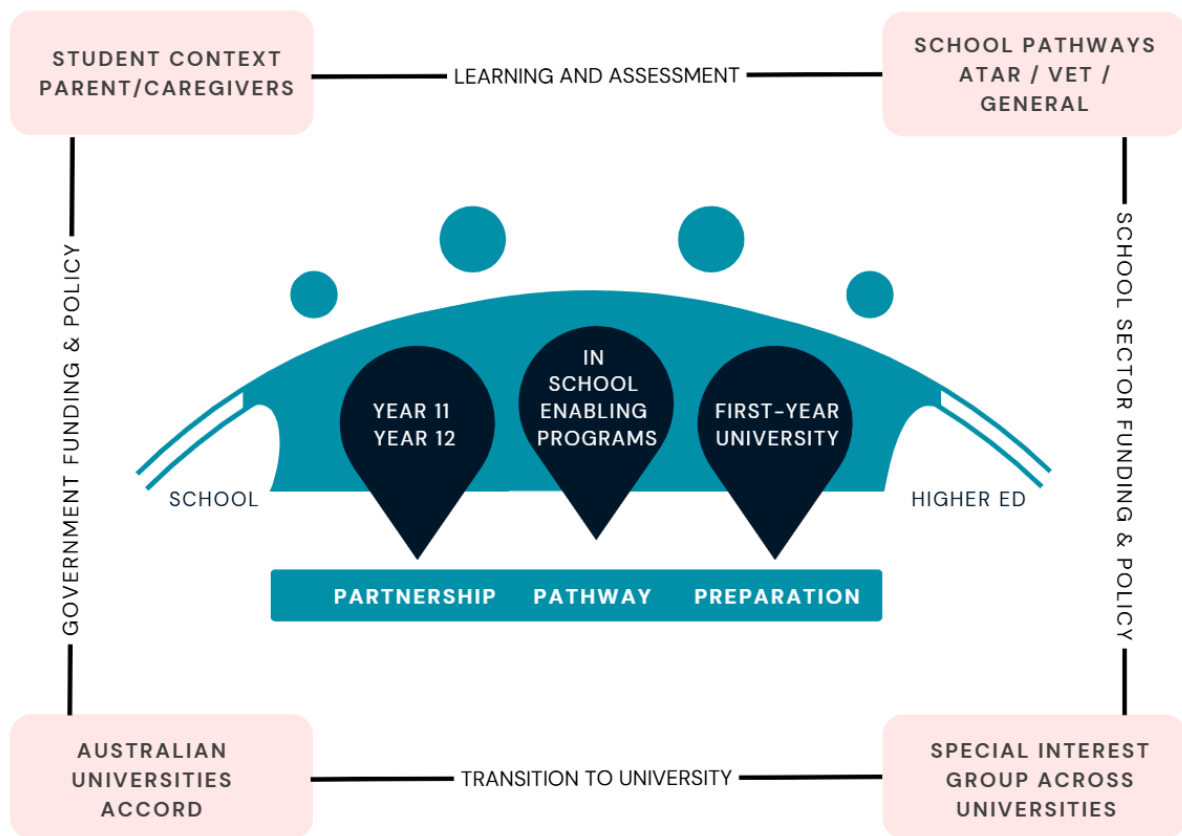 STUDENT CONTEXT
PARENT/CAREGIVERS
LEARNING AND ASSESSMENT
SCHOOL PATHWAYS
ATAR / VET /
GENERAL
GOVERNMENT FUNDING & POLICY
SCHOOL SECTOR FUNDING & POLICY
YEAR 11
YEAR 12
IN
SCHOOL
ENABLING
PROGRAMS
FIRST-YEAR
UNIVERSITY
SCHOOL
HIGHER ED
PARTNERSHIP PATHWAY PREPARATION
AUSTRALIAN
UNIVERSITIES
ACCORD
TRANSITION TO UNIVERSITY
SPECIAL INTEREST
GROUP ACROSS
UNIVERSITIES